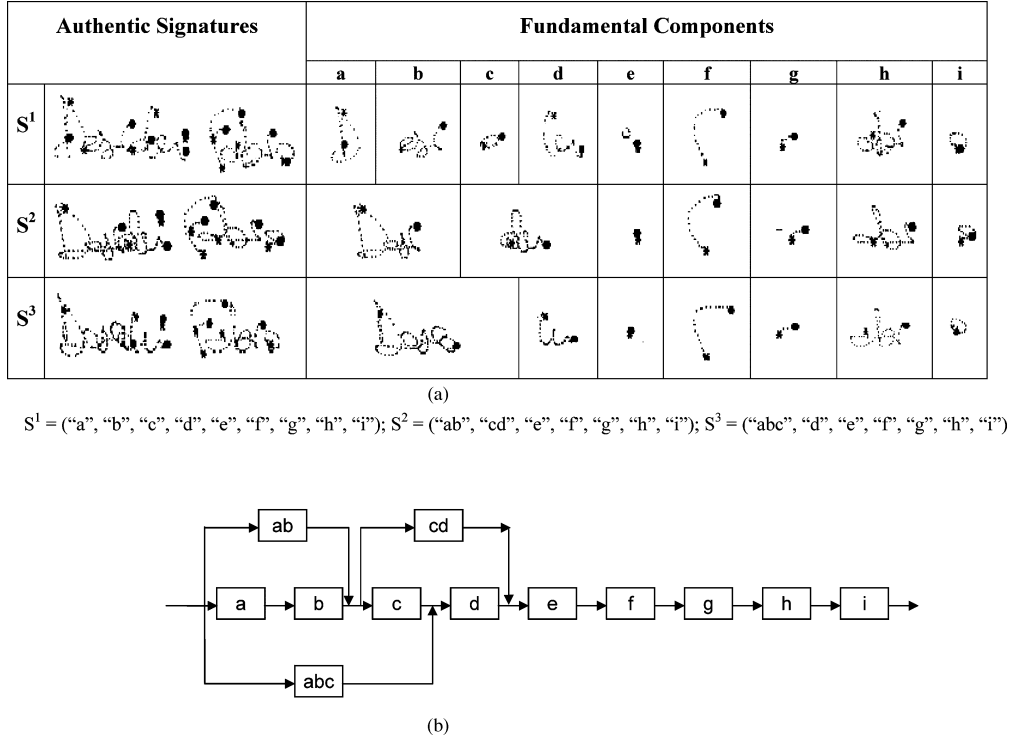 Authentic Signatures Fundamental Components
a b c d e f g h i
S¹
S²
S³
(a)
S¹ = (“a”, “b”, “c”, “d”, “e”, “f”, “g”, “h”, “i”); S² = (“ab”, “cd”, “e”, “f”, “g”, “h”, “i”); S³ = (“abc”, “d”, “e”, “f”, “g”, “h”, “i”)
ab cd
a b c d e f g h i
abc
(b)